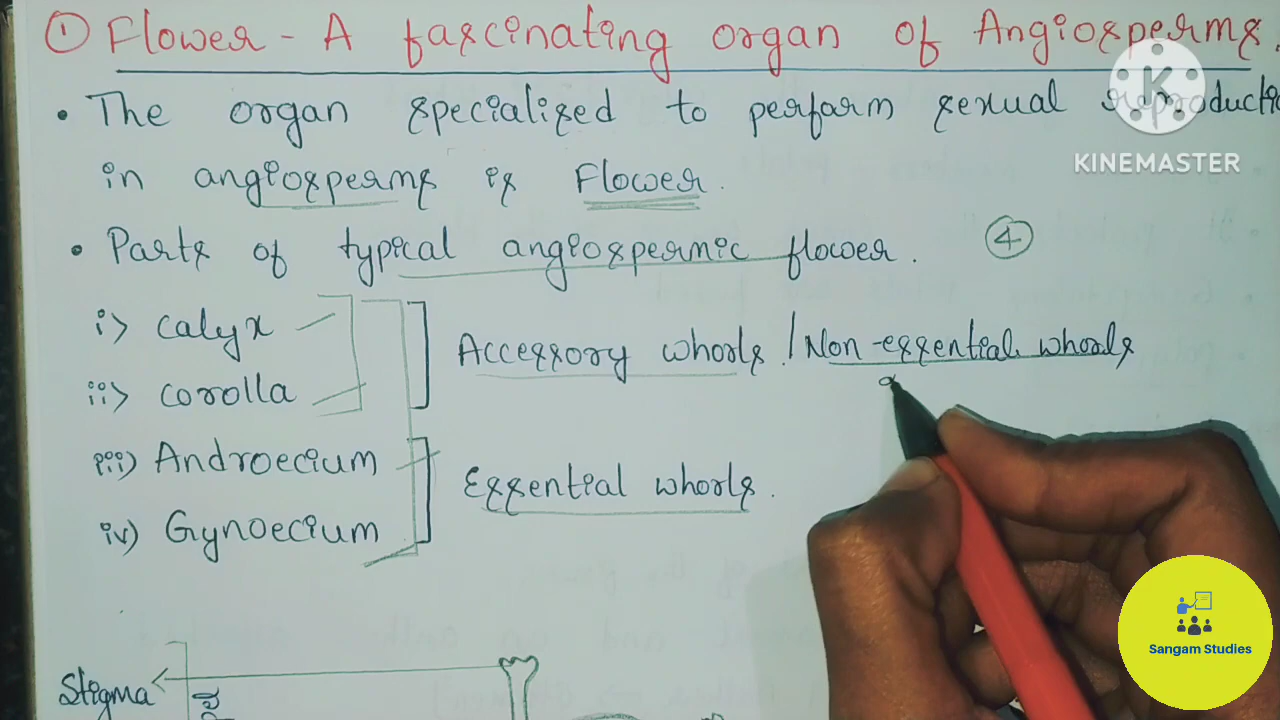 ① Flower - A fascinating organ of Angiosperms.
KINEMASTER
• The organ specialized to perfarm sexual reproducti
in angiosperms is Flower.
• Parts of typical angiospermic flower. ④
i) calyx
Accessory whorls / Non-essential whorls
ii) corolla
iii) Androecium
Essential whorls.
iv) Gynoecium
Stigma
Sangam Studies